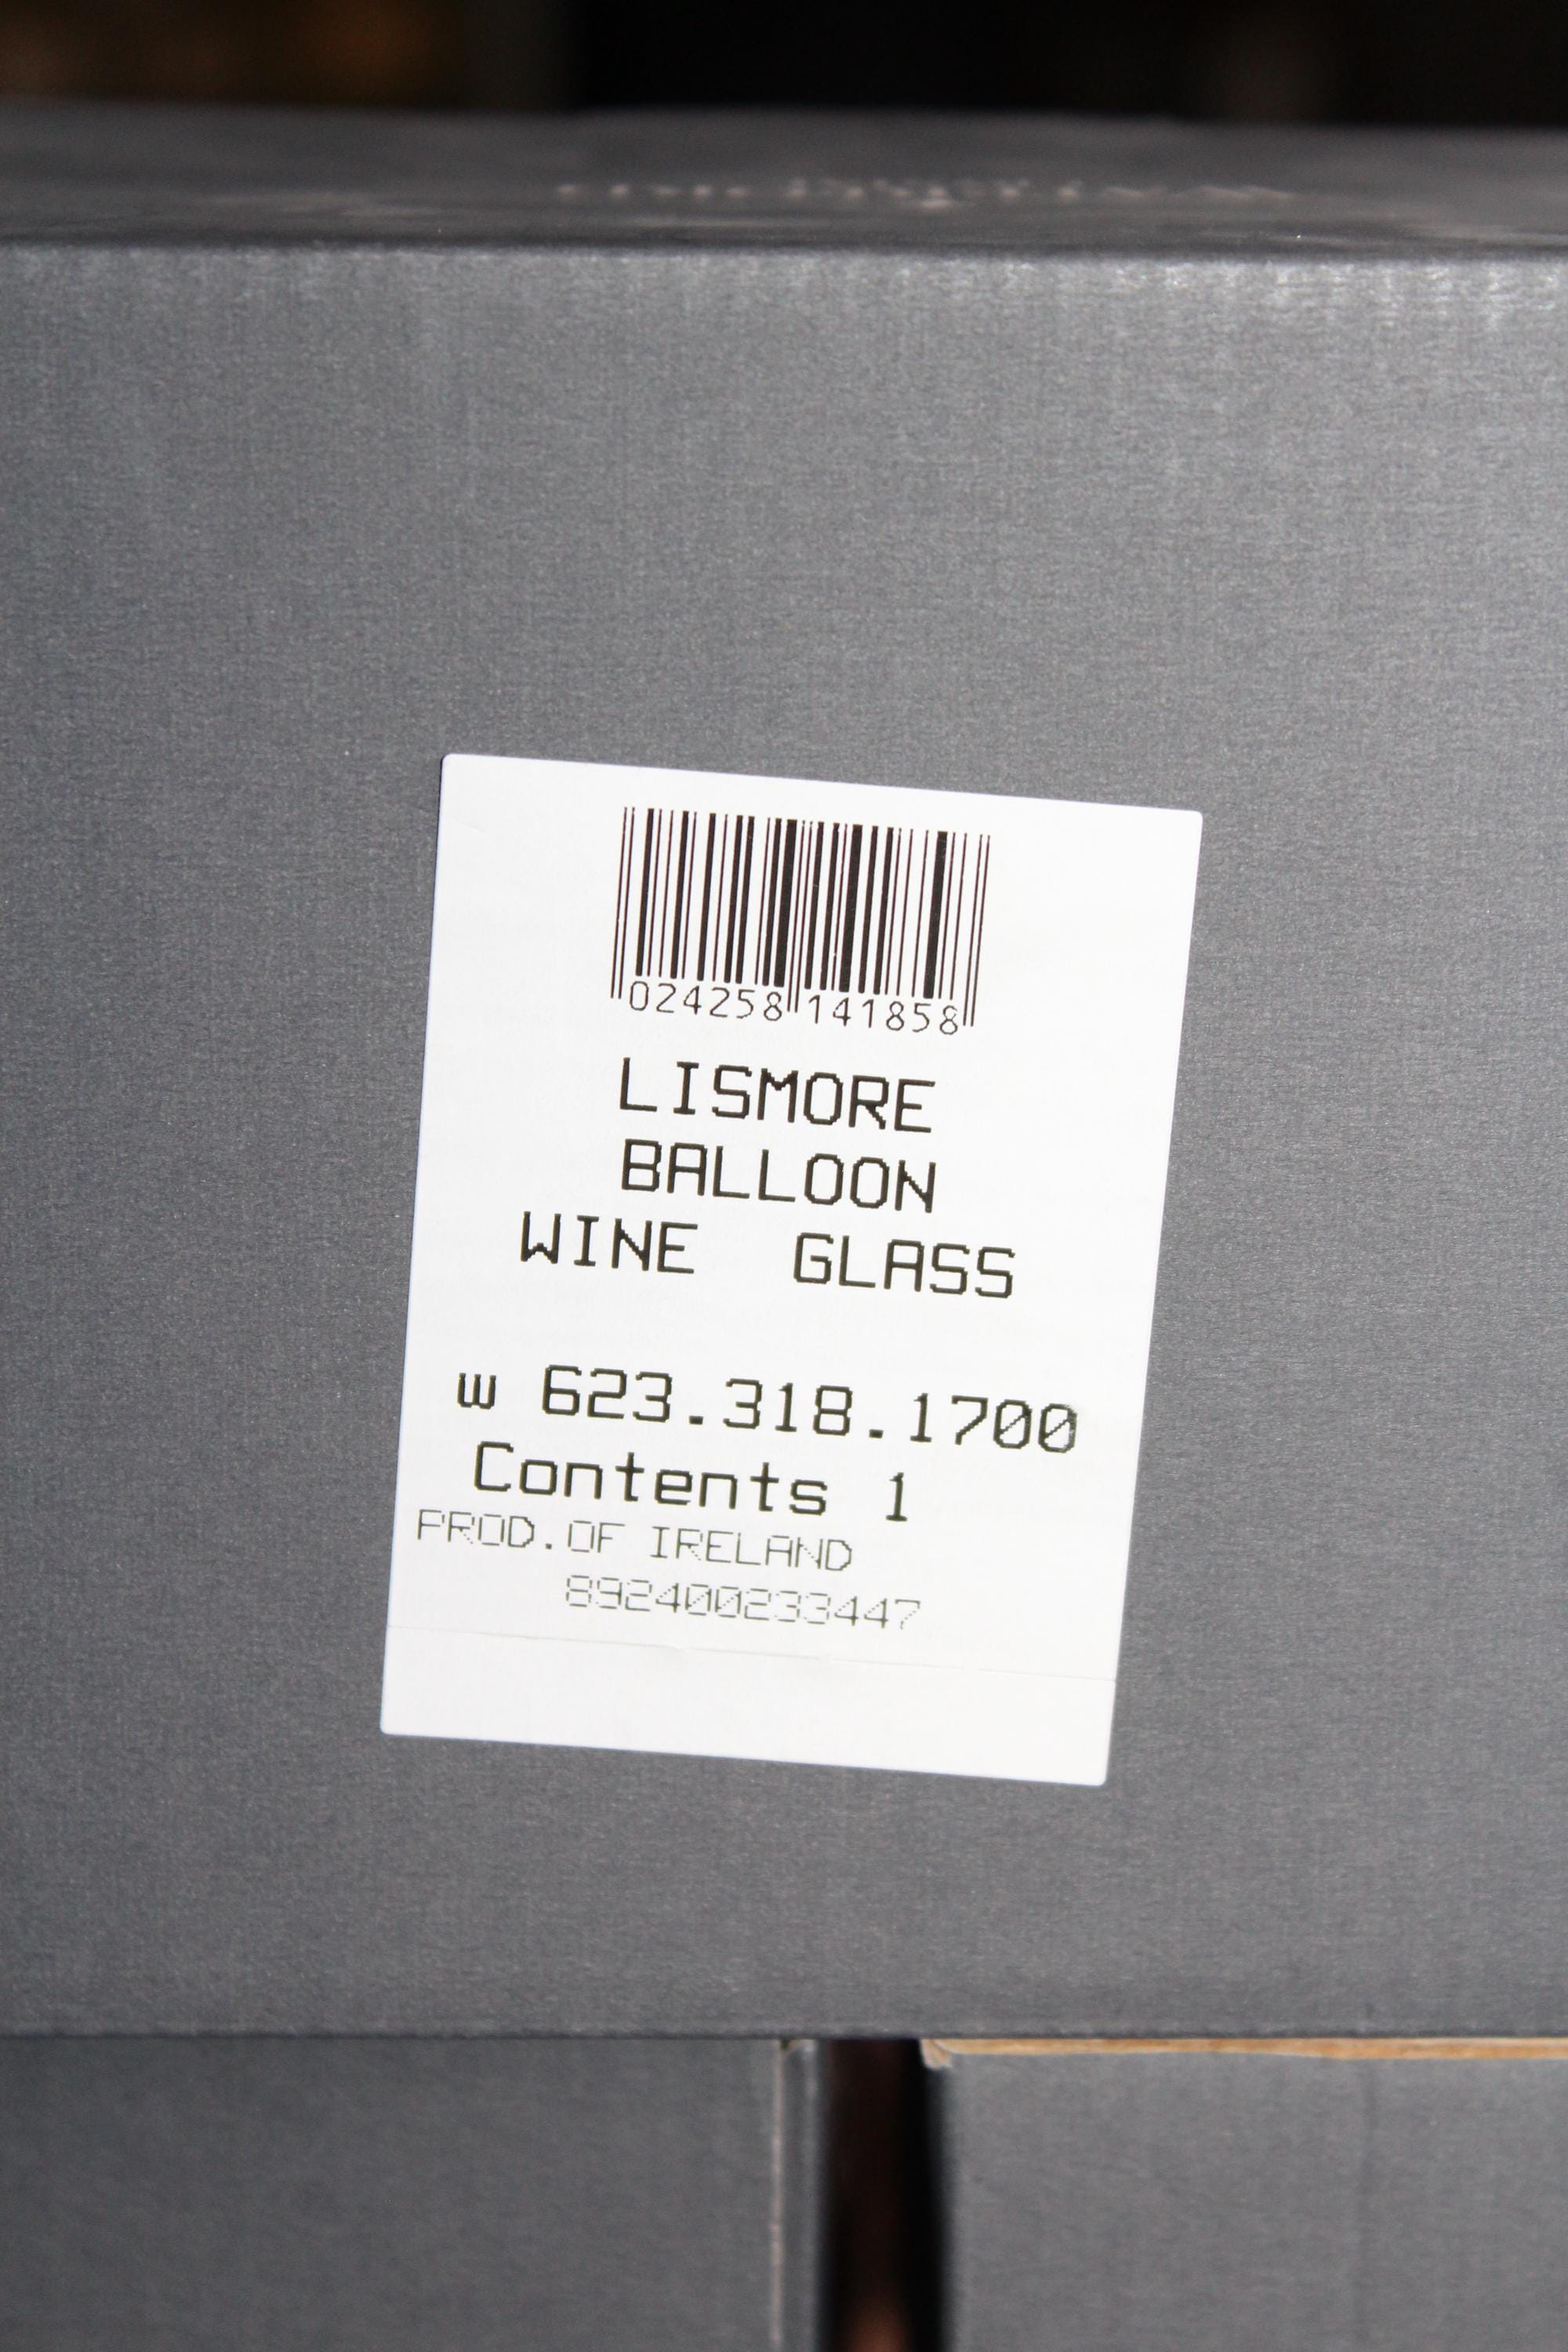 024258 141858
LISMORE
BALLOON
WINE GLASS
w 623.318.1700
Contents 1
PROD.OF IRELAND
892400233447